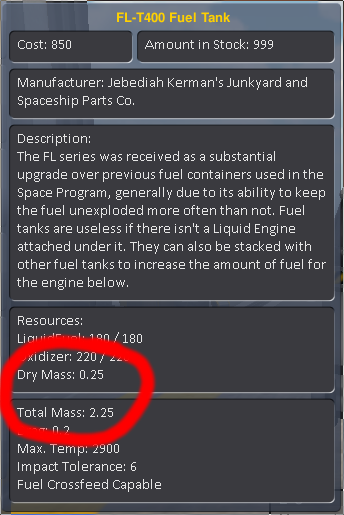 FL-T400 Fuel Tank
Cost: 850
Amount in Stock: 999
Manufacturer: Jebediah Kerman's Junkyard and
Spaceship Parts Co.
Description:
The FL series was received as a substantial
upgrade over previous fuel containers used in the
Space Program, generally due to its ability to keep
the fuel unexploded more often than not. Fuel
tanks are useless if there isn't a Liquid Engine
attached under it. They can also be stacked with
other fuel tanks to increase the amount of fuel for
the engine below.
Resources:
LiquidFuel: 180 / 180
Oxidizer: 220 / 220
Dry Mass: 0.25
Total Mass: 2.25
0.2
Max. Temp: 2900
Impact Tolerance: 6
Fuel Crossfeed Capable